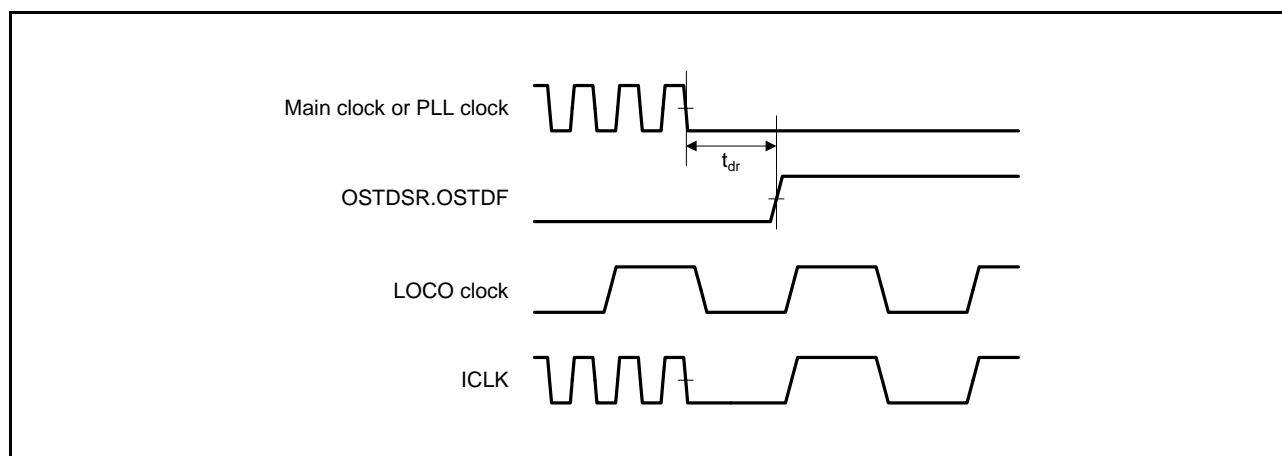 Main clock or PLL clock
tdr
OSTDSR.OSTDF
LOCO clock
ICLK